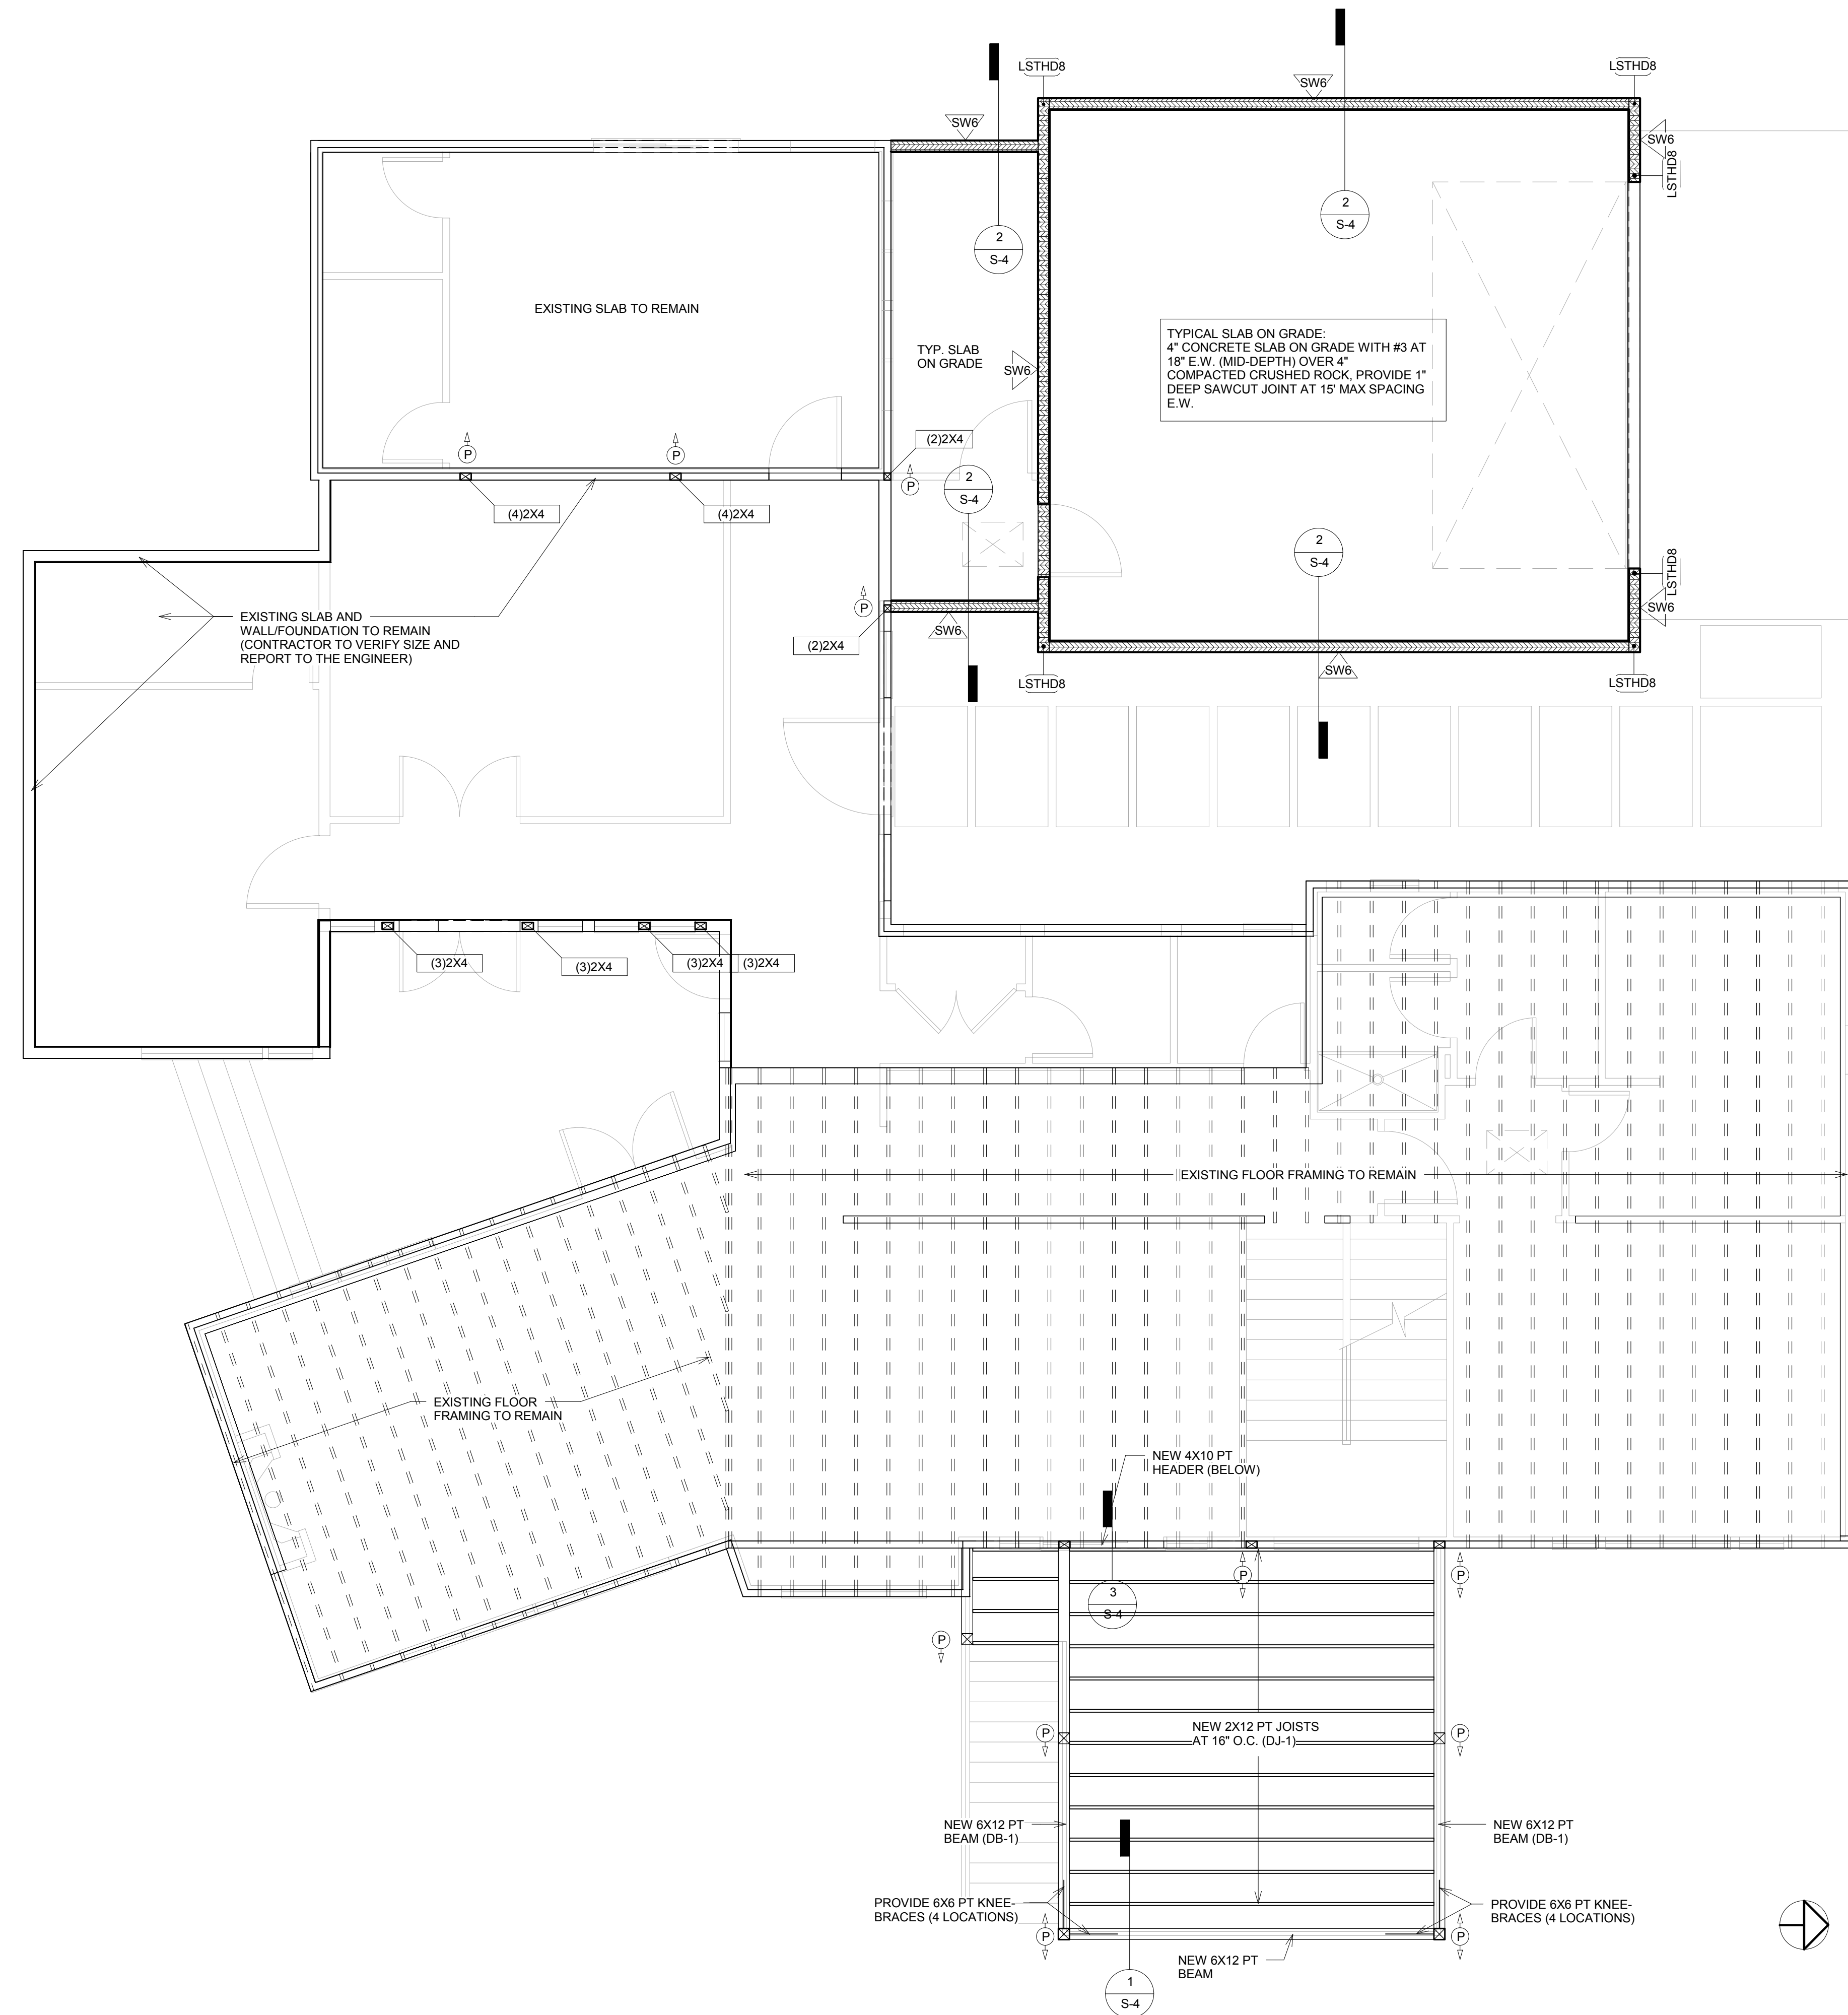 LSTHD8
LSTHD8
SW6
SW6
SW6
LSTHD8
2
S-4
2
S-4
EXISTING SLAB TO REMAIN
TYP. SLAB
ON GRADE
SW6
TYPICAL SLAB ON GRADE:
4" CONCRETE SLAB ON GRADE WITH #3 AT
18" E.W. (MID-DEPTH) OVER 4"
COMPACTED CRUSHED ROCK, PROVIDE 1"
DEEP SAWCUT JOINT AT 15' MAX SPACING
E.W.
P
P
(2)2X4
P
2
S-4
(4)2X4
(4)2X4
2
S-4
LSTHD8
P
SW6
SW6
(2)2X4
SW6
LSTHD8
LSTHD8
EXISTING SLAB AND
WALL/FOUNDATION TO REMAIN
(CONTRACTOR TO VERIFY SIZE AND
REPORT TO THE ENGINEER)
(3)2X4
(3)2X4
(3)2X4
(3)2X4
EXISTING FLOOR FRAMING TO REMAIN
EXISTING FLOOR
FRAMING TO REMAIN
NEW 4X10 PT
HEADER (BELOW)
P
P
3
S-4
P
P
P
NEW 2X12 PT JOISTS
AT 16" O.C. (DJ-1)
NEW 6X12 PT
BEAM (DB-1)
NEW 6X12 PT
BEAM (DB-1)
PROVIDE 6X6 PT KNEE-
BRACES (4 LOCATIONS)
PROVIDE 6X6 PT KNEE-
BRACES (4 LOCATIONS)
P
P
NEW 6X12 PT
BEAM
1
S-4